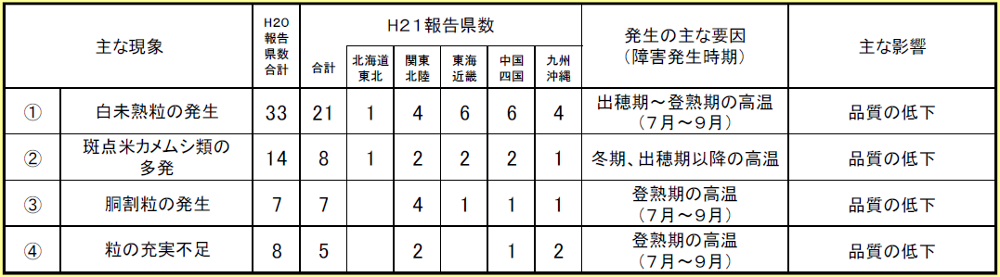 主な現象 H20報告県数合計 H21報告県数 発生の主な要因（障害発生時期） 主な影響
合計 北海道東北 関東北陸 東海近畿 中国四国 九州沖縄
① 白未熟粒の発生 33 21 1 4 6 6 4 出穂期～登熟期の高温（７月～９月） 品質の低下
② 斑点米カメムシ類の多発 14 8 1 2 2 2 1 冬期、出穂期以降の高温 品質の低下
③ 胴割粒の発生 7 7 4 1 1 1 登熟期の高温（７月～９月） 品質の低下
④ 粒の充実不足 8 5 2 1 2 登熟期の高温（７月～９月） 品質の低下